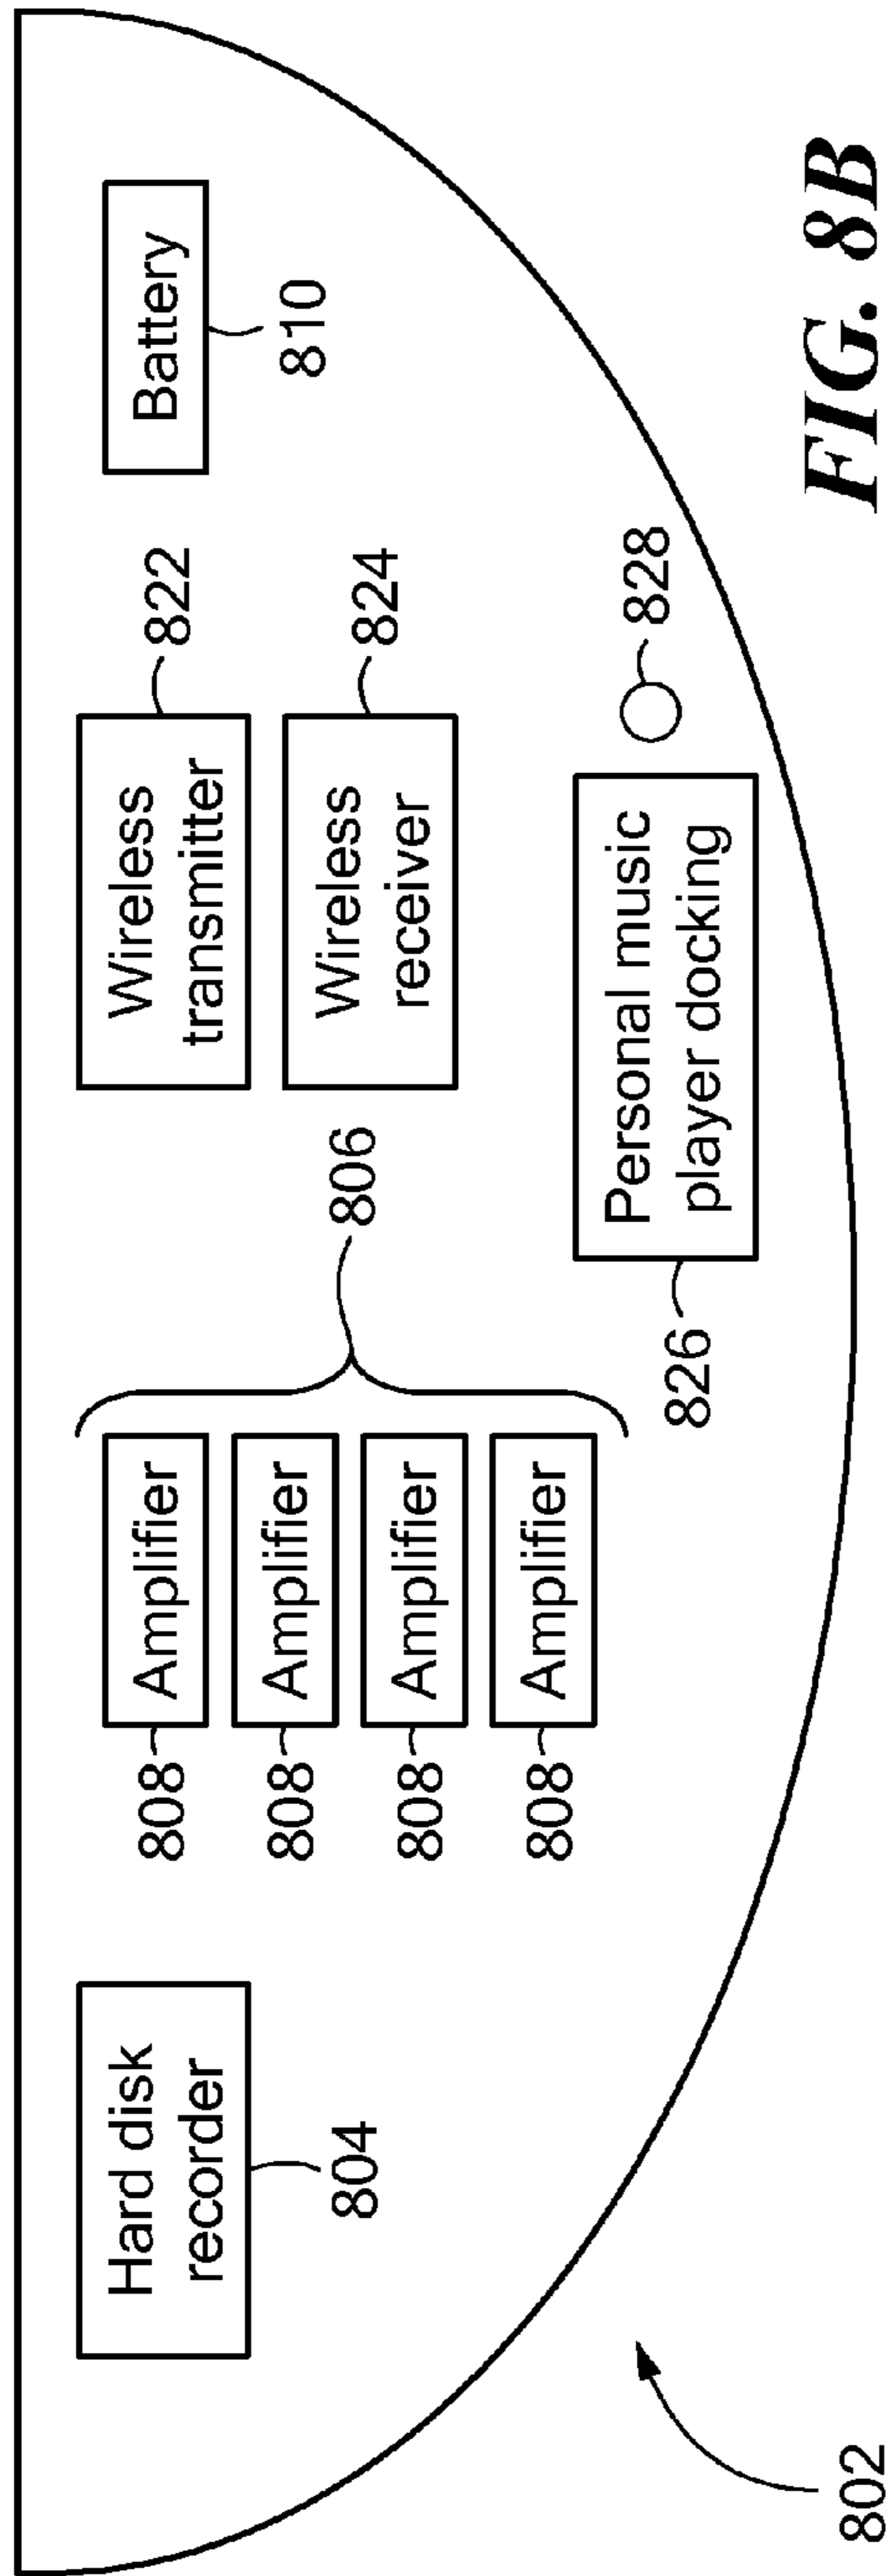 Hard disk
recorder
804
802
808
Amplifier
808
Amplifier
808
Amplifier
808
Amplifier
806
Wireless
transmitter
822
Wireless
receiver
824
Battery
810
Personal music
player docking
826
828
FIG. 8B